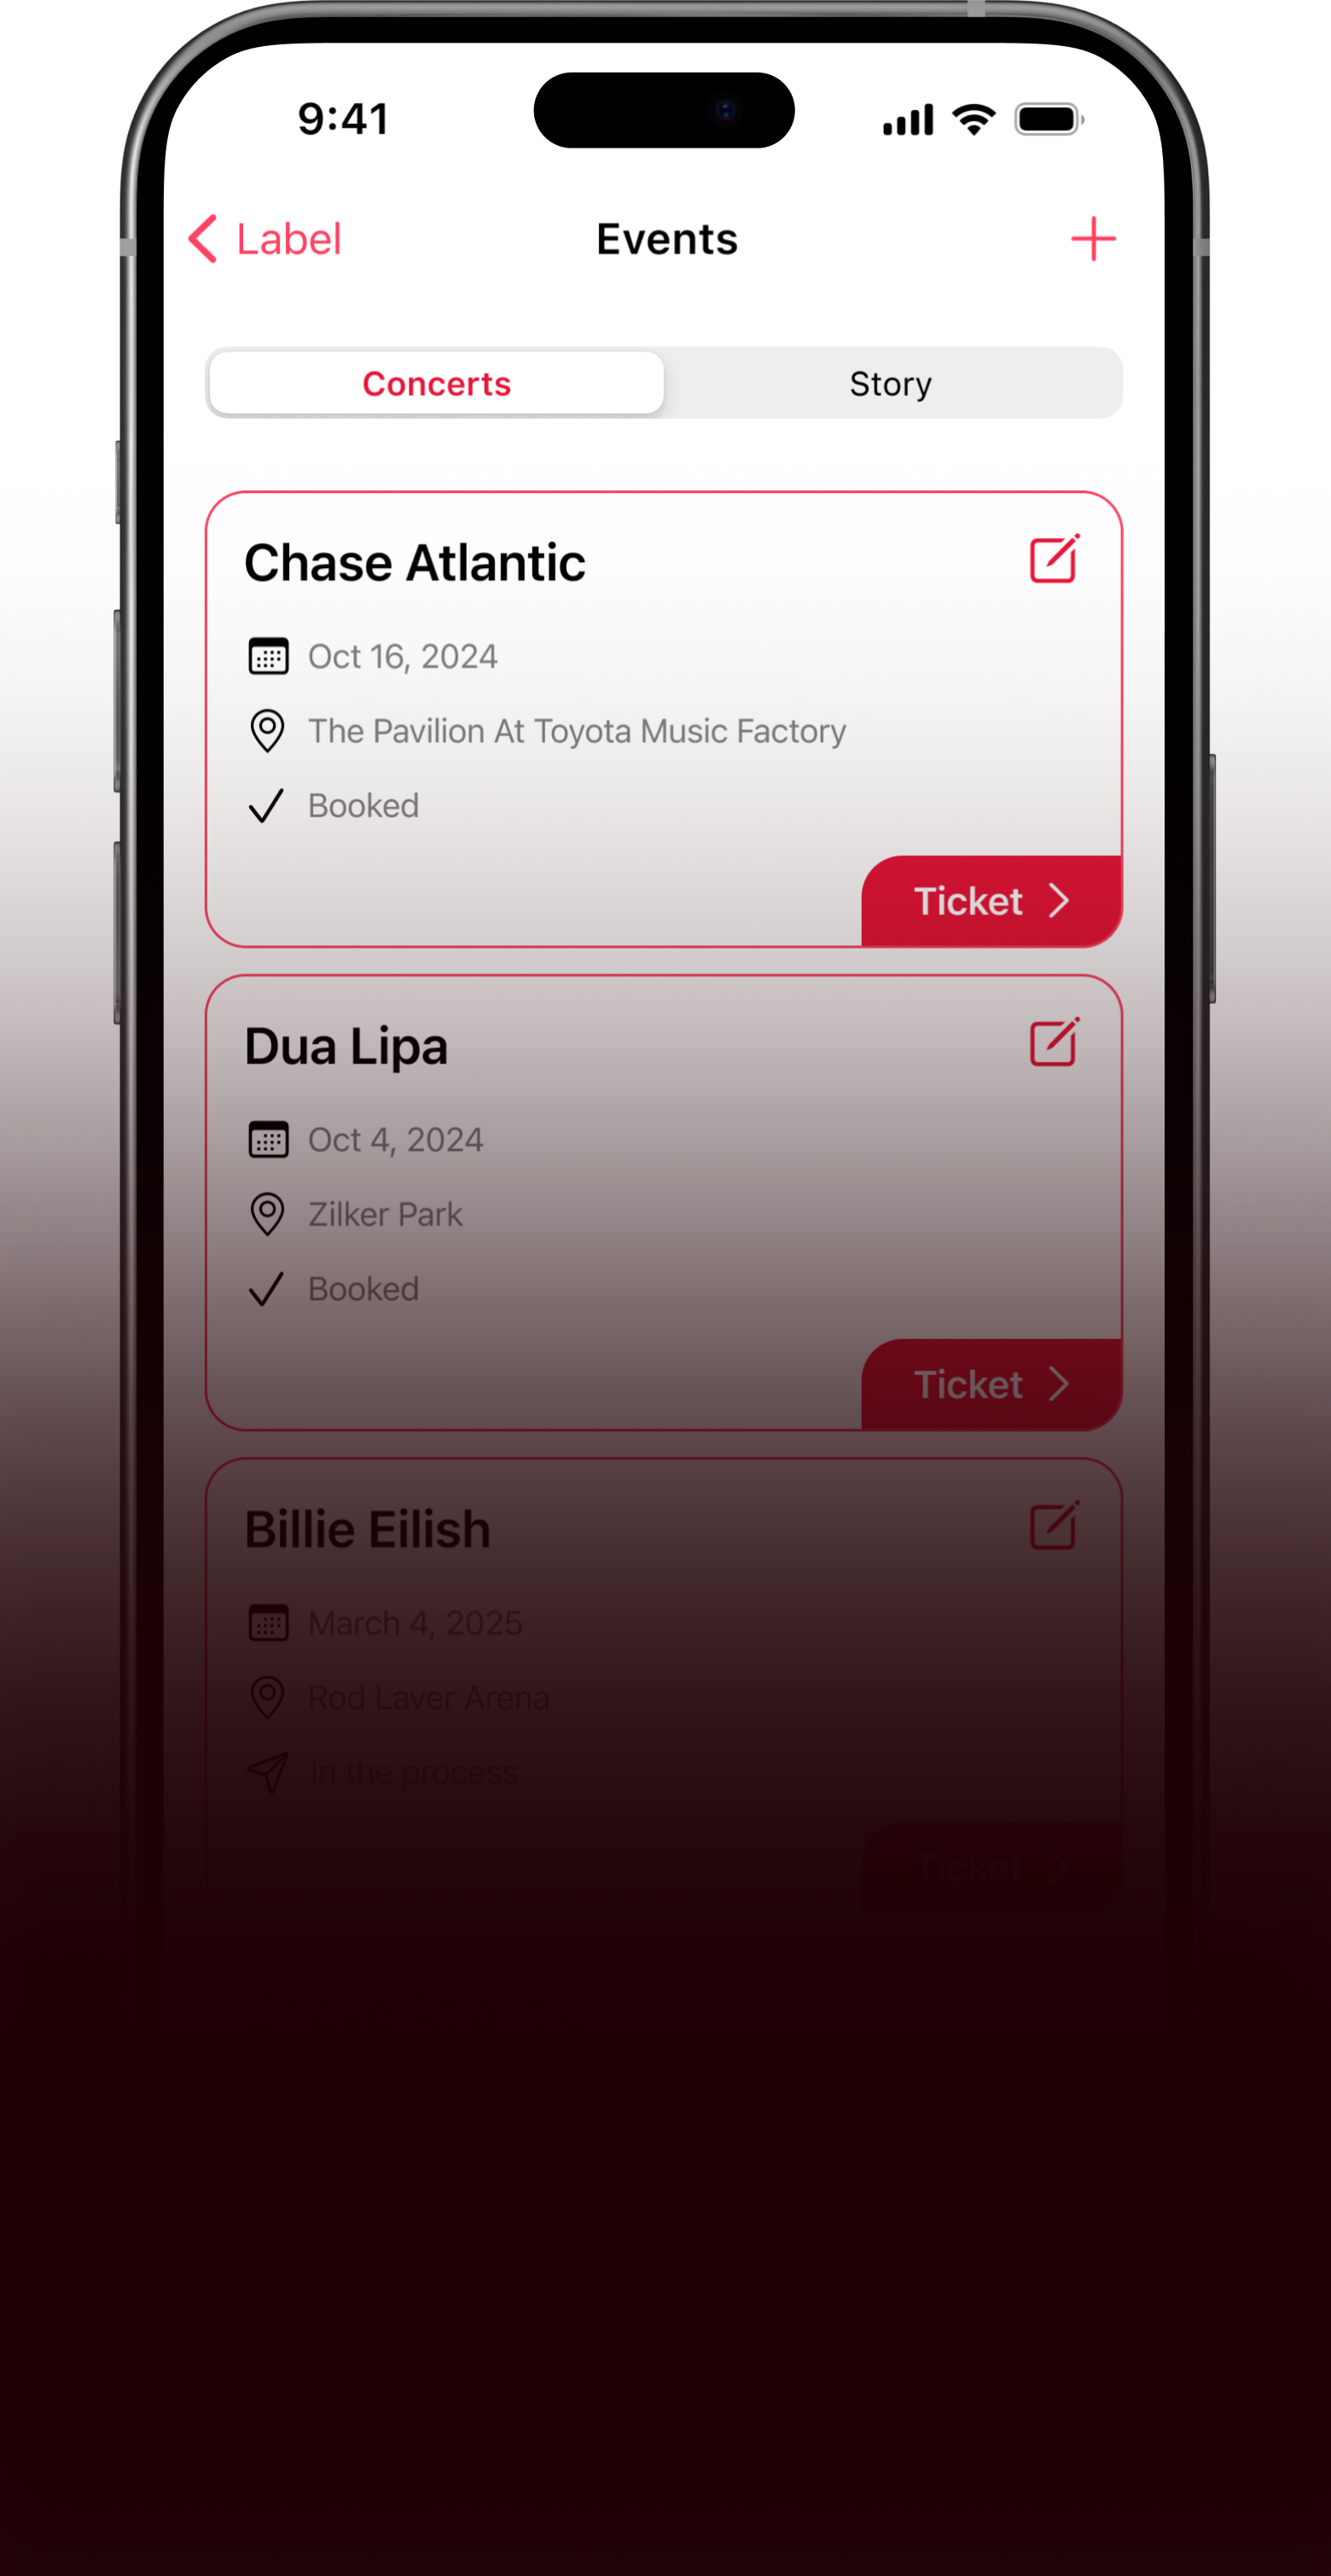 9:41
Label
Events
Concerts
Story
Chase Atlantic
Oct 16, 2024
The Pavilion At Toyota Music Factory
Booked
Ticket
Dua Lipa
Oct 4, 2024
Zilker Park
Booked
Ticket
Billie Eilish
March 4, 2025
Rod Laver Arena
In the process
Ticket